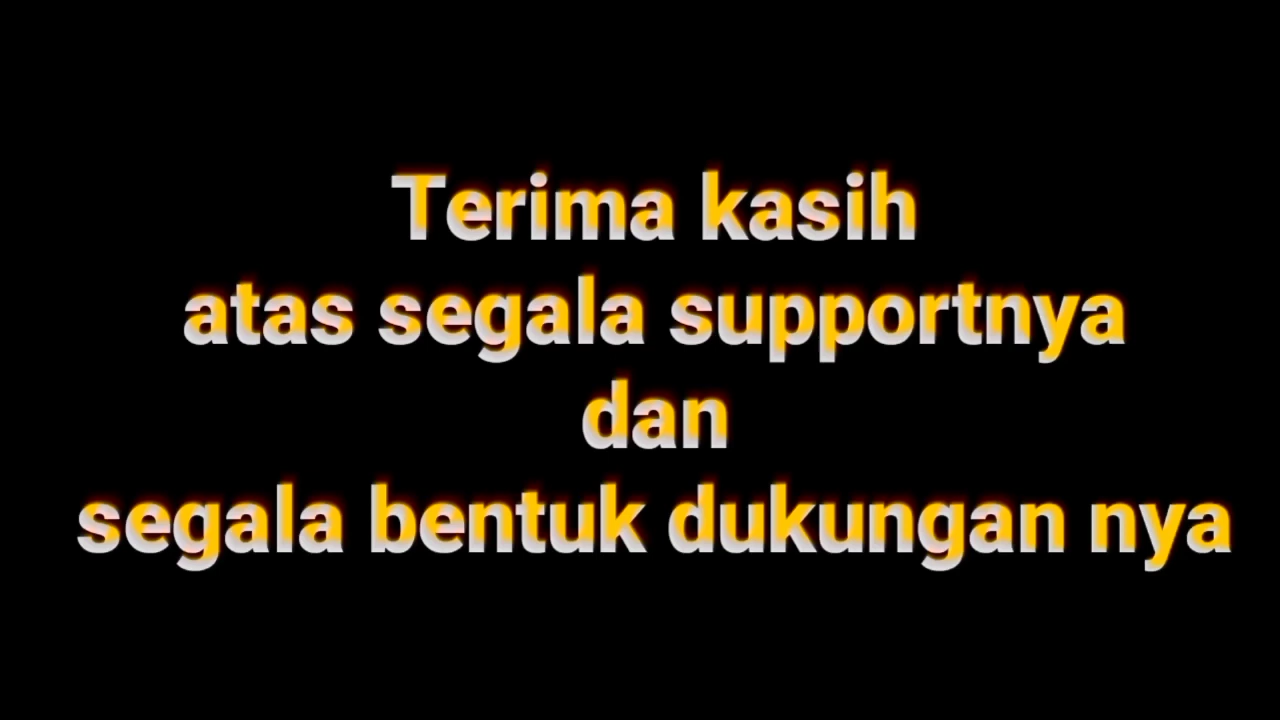 Terima kasih
atas segala supportnya
dan
segala bentuk dukungan nya